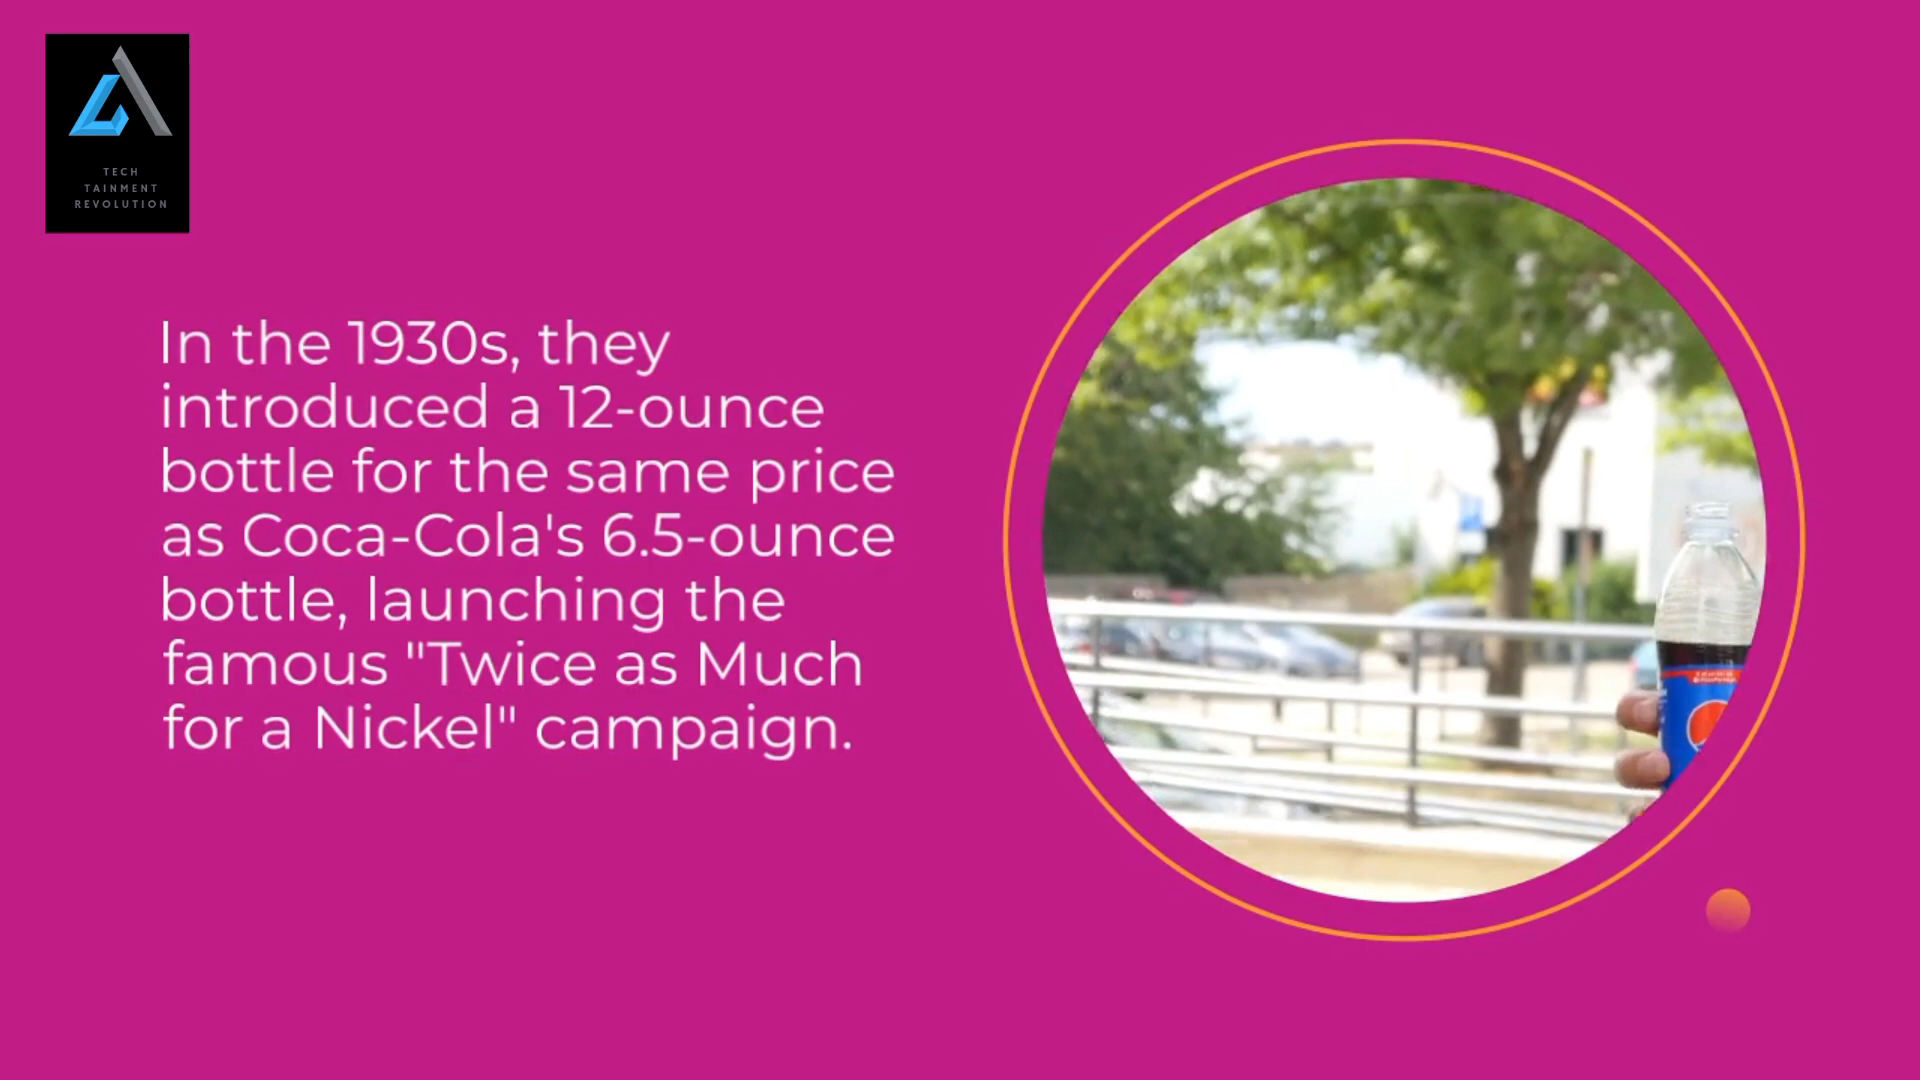 TECH
TAINMENT
REVOLUTION
In the 1930s, they
introduced a 12-ounce
bottle for the same price
as Coca-Cola's 6.5-ounce
bottle, launching the
famous "Twice as Much
for a Nickel" campaign.